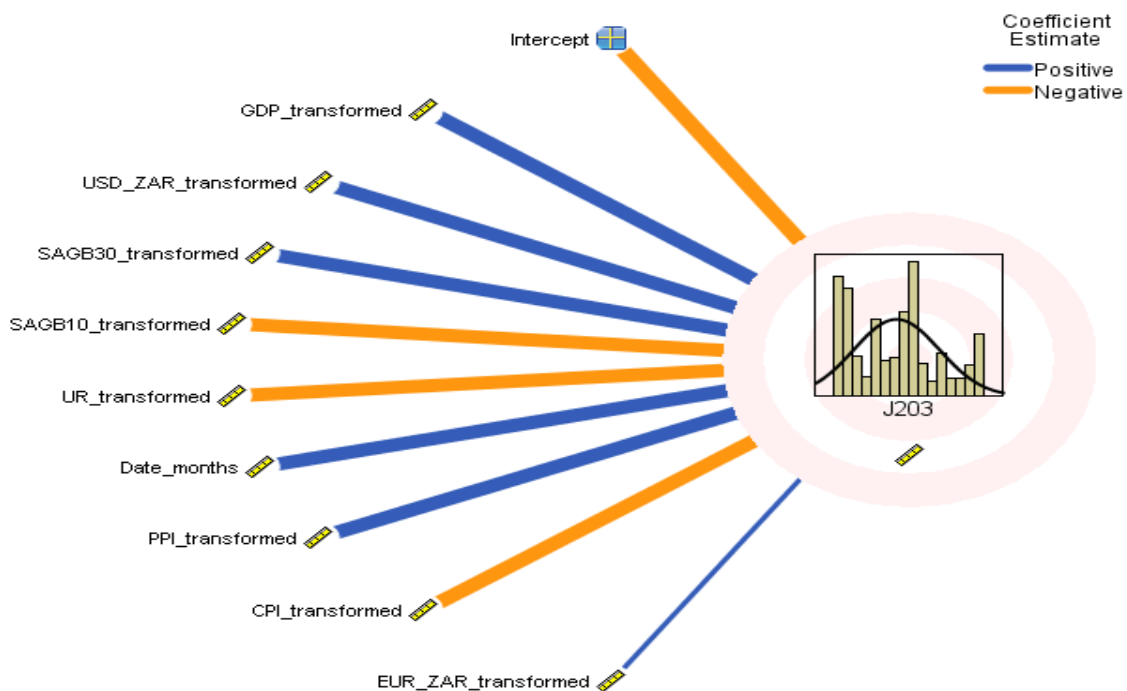 Coefficient
Estimate
Positive
Negative
Intercept
GDP_transformed
USD_ZAR_transformed
SAGB30_transformed
SAGB10_transformed
UR_transformed
Date_months
PPI_transformed
CPI_transformed
EUR_ZAR_transformed
J203